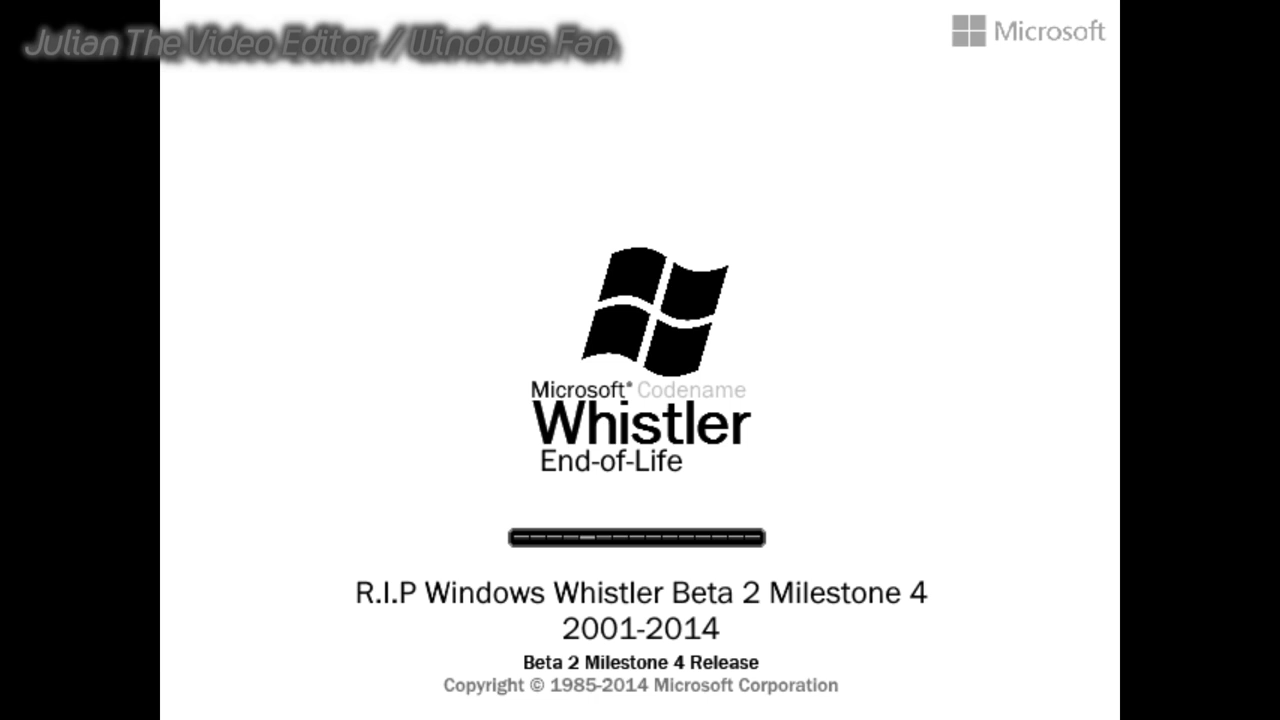 Julian The Video Editor / Windows Fan
Microsoft
Microsoft® Codename
Whistler
End-of-Life
R.I.P Windows Whistler Beta 2 Milestone 4
2001-2014
Beta 2 Milestone 4 Release
Copyright © 1985-2014 Microsoft Corporation